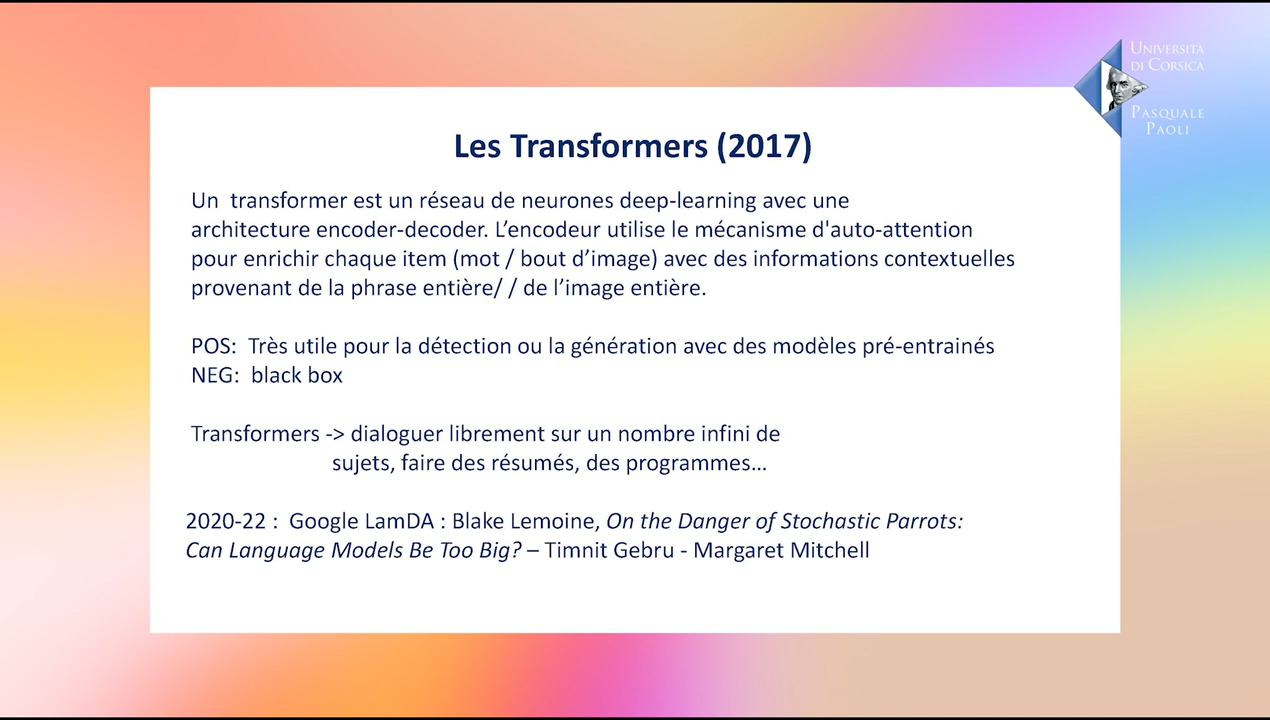 UNIVERSITÀ
DI CORSICA
PASQUALE
PAOLI
Les Transformers (2017)
Un transformer est un réseau de neurones deep-learning avec une
architecture encoder-decoder. L’encodeur utilise le mécanisme d'auto-attention
pour enrichir chaque item (mot / bout d’image) avec des informations contextuelles
provenant de la phrase entière/ / de l’image entière.
POS: Très utile pour la détection ou la génération avec des modèles pré-entrainés
NEG: black box
Transformers -> dialoguer librement sur un nombre infini de
sujets, faire des résumés, des programmes...
2020-22 : Google LamDA : Blake Lemoine, On the Danger of Stochastic Parrots:
Can Language Models Be Too Big? – Timnit Gebru - Margaret Mitchell